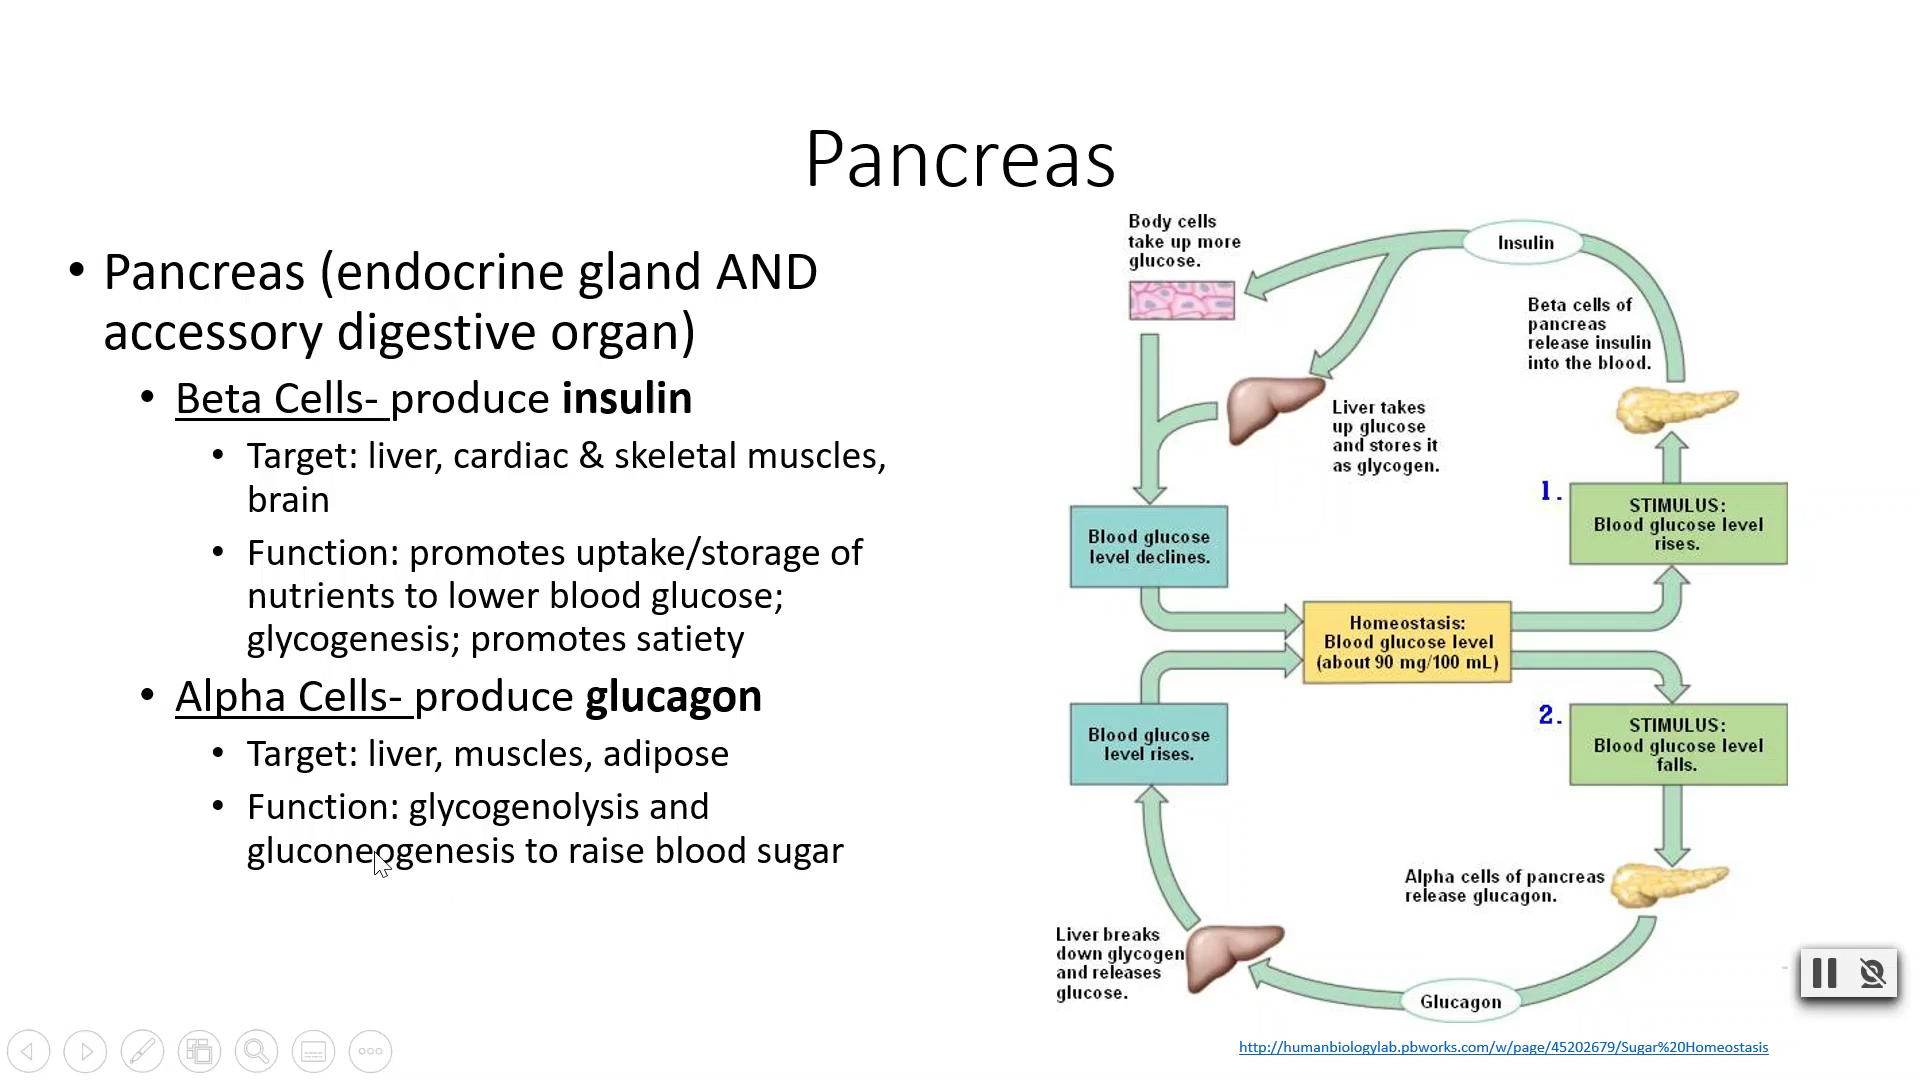 Pancreas
• Pancreas (endocrine gland AND
accessory digestive organ)
• Beta Cells- produce insulin
• Target: liver, cardiac & skeletal muscles,
brain
• Function: promotes uptake/storage of
nutrients to lower blood glucose;
glycogenesis; promotes satiety
• Alpha Cells- produce glucagon
• Target: liver, muscles, adipose
• Function: glycogenolysis and
gluconeogenesis to raise blood sugar
Body cells
take up more
glucose.
Insulin
Beta cells of
pancreas
release insulin
into the blood.
Liver takes
up glucose
and stores it
as glycogen.
1.
STIMULUS:
Blood glucose level
rises.
Blood glucose
level declines.
Homeostasis:
Blood glucose level
(about 90 mg/100 mL)
2.
STIMULUS:
Blood glucose level
falls.
Blood glucose
level rises.
Alpha cells of pancreas
release glucagon.
Liver breaks
down glycogen
and releases
glucose.
Glucagon
http://humanbiologylab.pbworks.com/w/page/45202679/Sugar%20Homeostasis